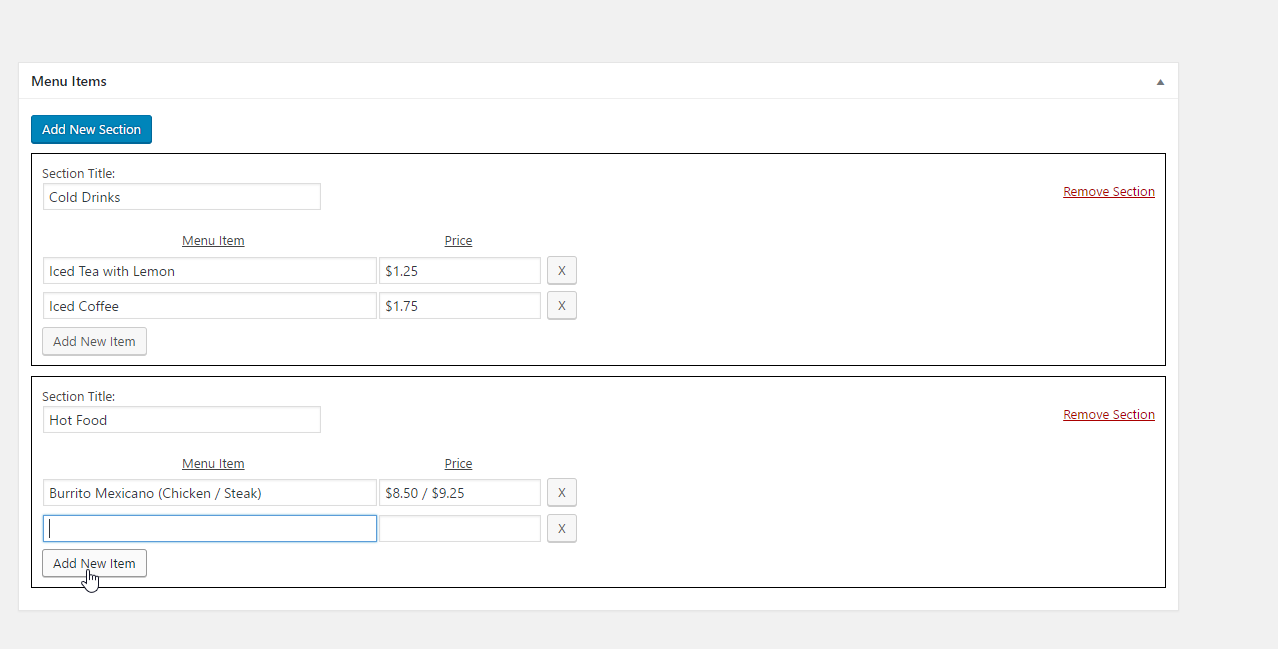 Menu Items
Add New Section
Section Title:
Cold Drinks
Remove Section
Menu Item Price
Iced Tea with Lemon $1.25 X
Iced Coffee $1.75 X
Add New Item
Section Title:
Hot Food
Remove Section
Menu Item Price
Burrito Mexicano (Chicken / Steak) $8.50 / $9.25 X
X
Add New Item